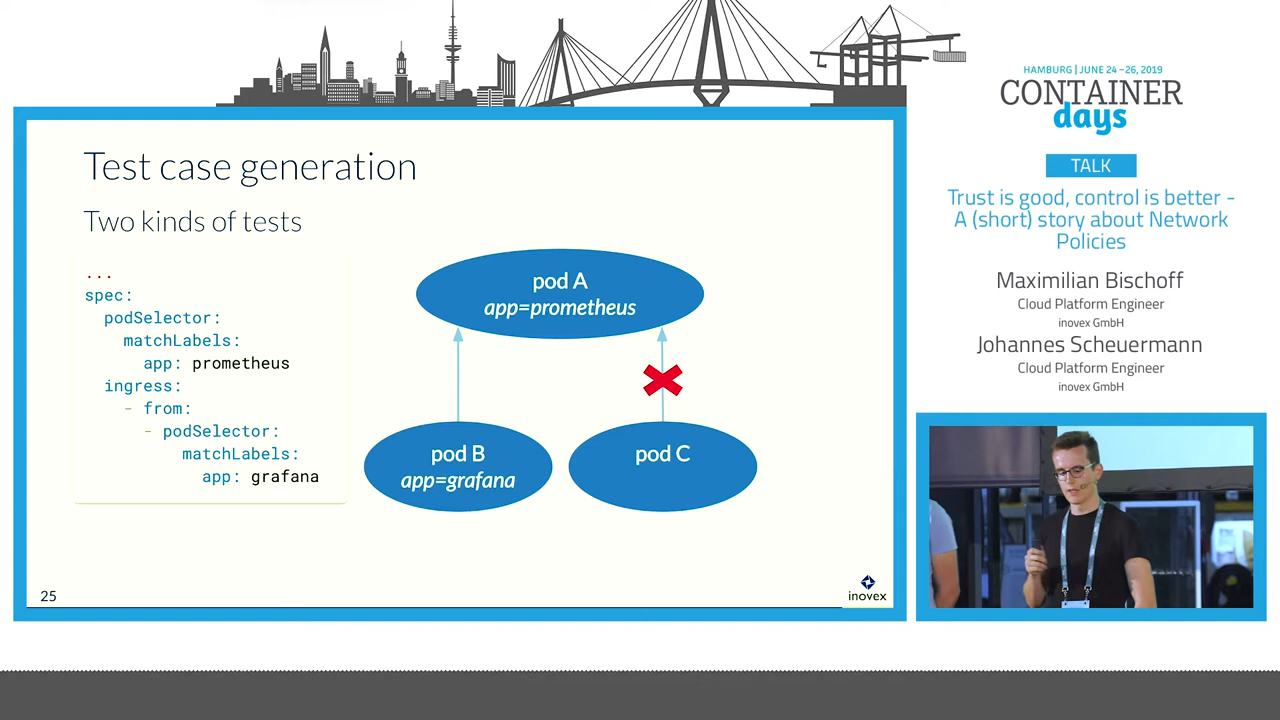 HAMBURG | JUNE 24 –26, 2019
CONTAINER
days
TALK
Trust is good, control is better -
A (short) story about Network
Policies
Maximilian Bischoff
Cloud Platform Engineer
inovex GmbH
Johannes Scheuermann
Cloud Platform Engineer
inovex GmbH
Test case generation
Two kinds of tests
...
spec:
  podSelector:
    matchLabels:
      app: prometheus
  ingress:
    - from:
      - podSelector:
          matchLabels:
            app: grafana
pod A
app=prometheus
pod B
app=grafana
pod C
25
inovex